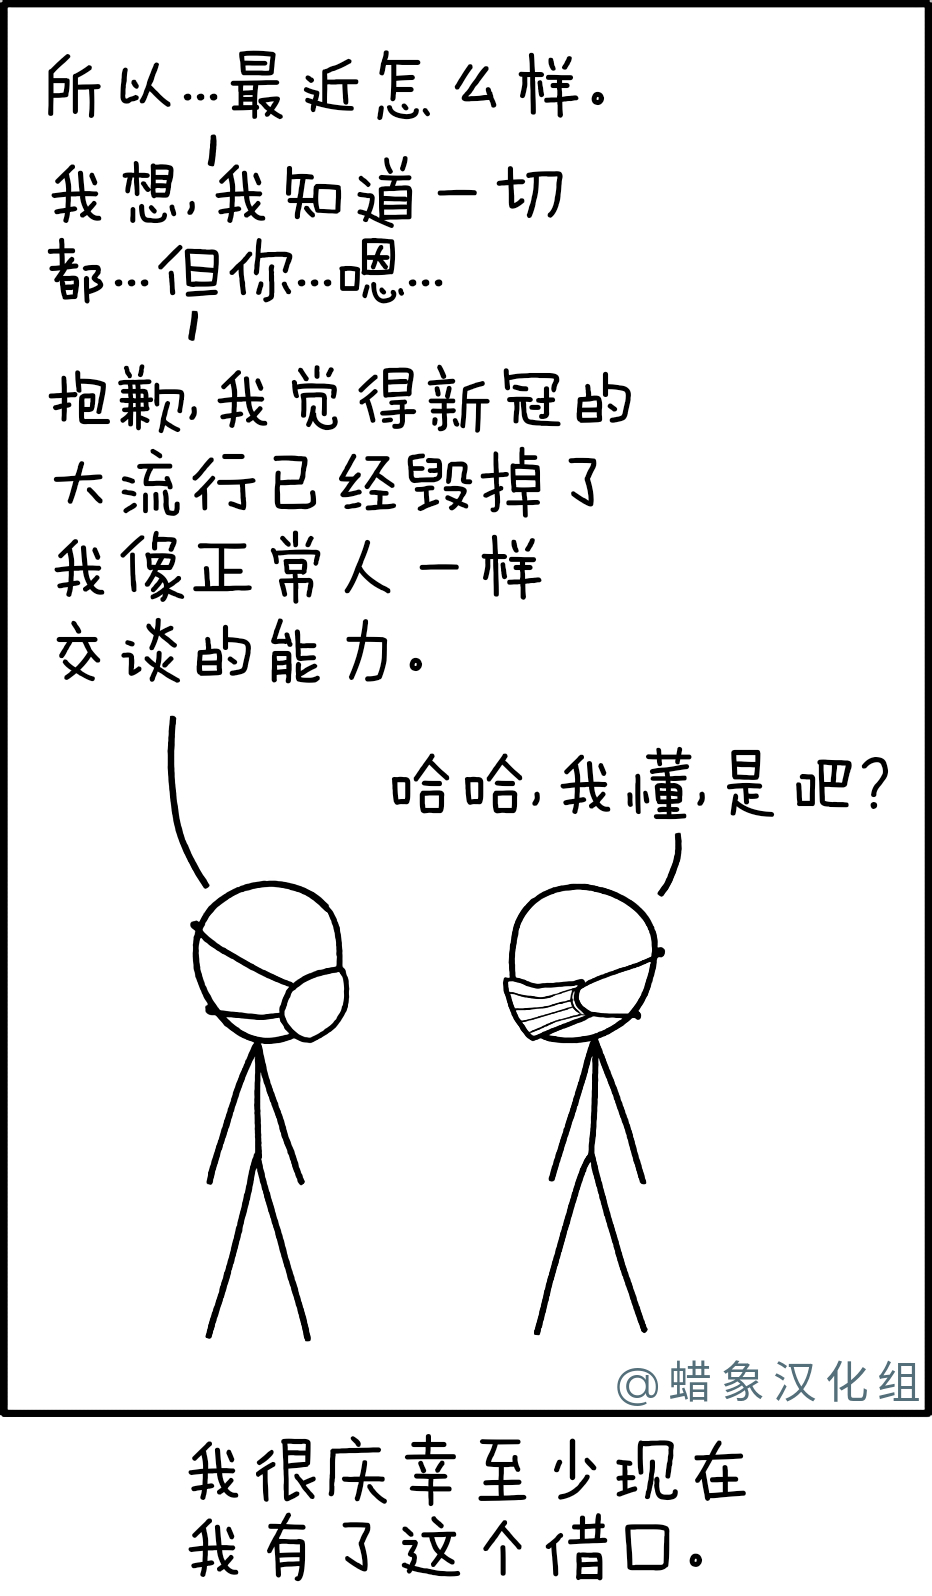 所以…最近怎么样。
我想,我知道一切
都…但你…嗯…
抱歉,我觉得新冠的
大流行已经毁掉了
我像正常人一样
交谈的能力。
哈哈,我懂,是吧?
@蜡象汉化组
我很庆幸至少现在
我有了这个借口。